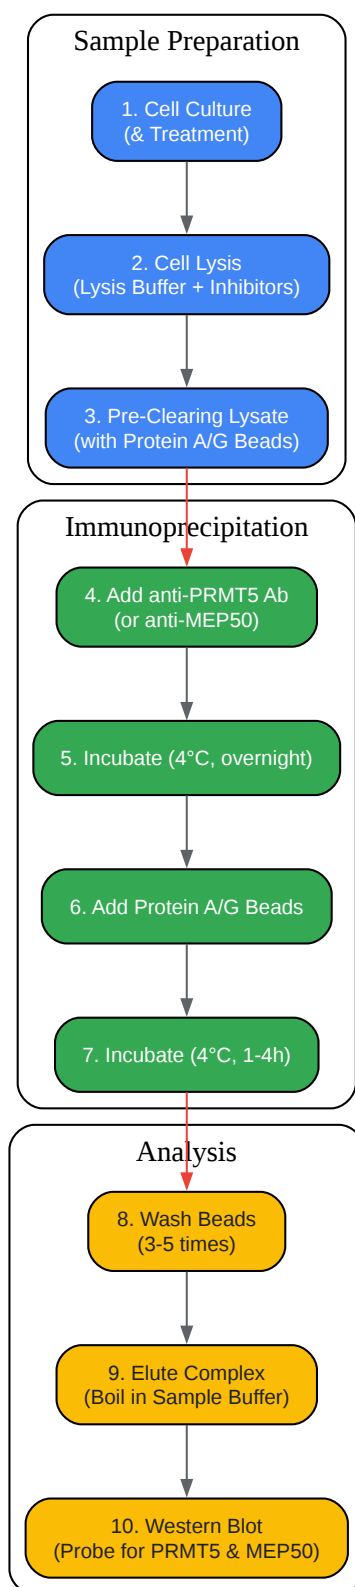 Sample Preparation
1. Cell Culture
(& Treatment)
2. Cell Lysis
(Lysis Buffer + Inhibitors)
3. Pre-Clearing Lysate
(with Protein A/G Beads)
Immunoprecipitation
4. Add anti-PRMT5 Ab
(or anti-MEP50)
5. Incubate (4°C, overnight)
6. Add Protein A/G Beads
7. Incubate (4°C, 1-4h)
Analysis
8. Wash Beads
(3-5 times)
9. Elute Complex
(Boil in Sample Buffer)
10. Western Blot
(Probe for PRMT5 & MEP50)